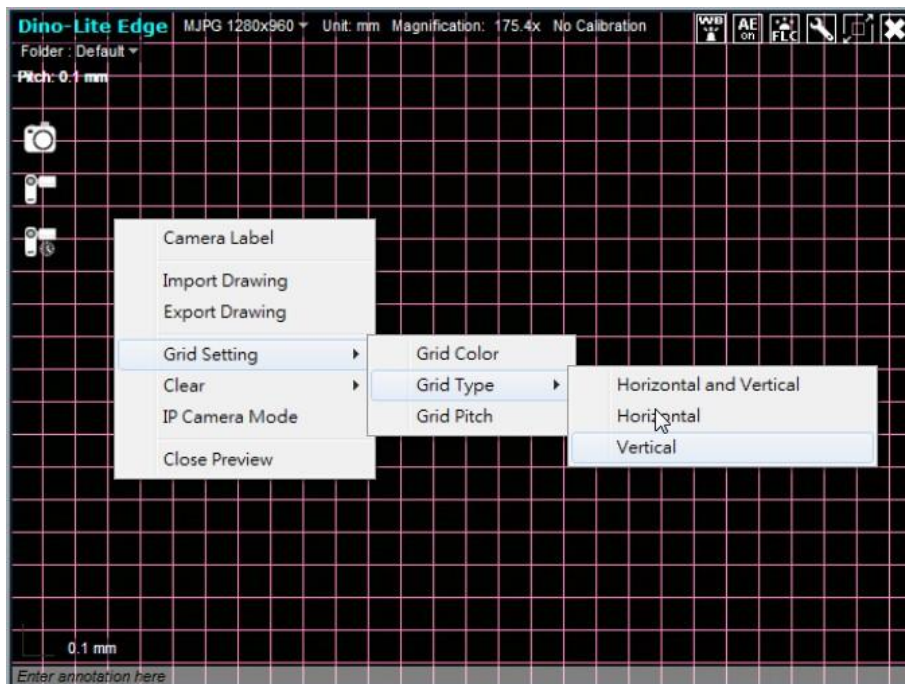 Dino-Lite Edge MJPG 1280x960 Unit: mm Magnification: 175.4x No Calibration WB AE on FLC
Folder : Default
Pitch: 0.1 mm
Camera Label
Import Drawing
Export Drawing
Grid Setting
Clear
IP Camera Mode
Close Preview
Grid Color
Grid Type
Grid Pitch
Horizontal and Vertical
Horizontal
Vertical
0.1 mm
Enter annotation here